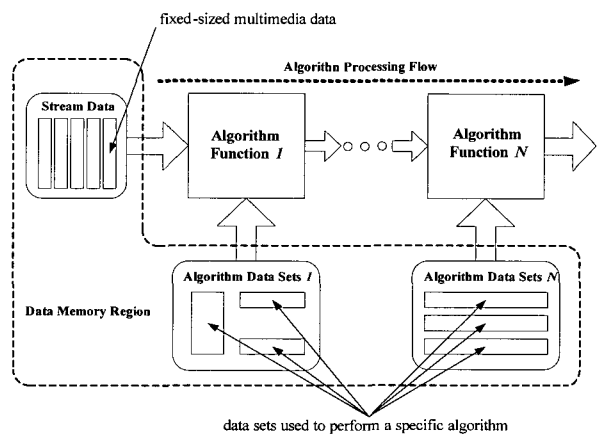 fixed-sized multimedia data
Algorithn Processing Flow
Stream Data
Algorithm
Function 1
Algorithm
Function N
Algorithm Data Sets 1
Algorithm Data Sets N
Data Memory Region
data sets used to perform a specific algorithm